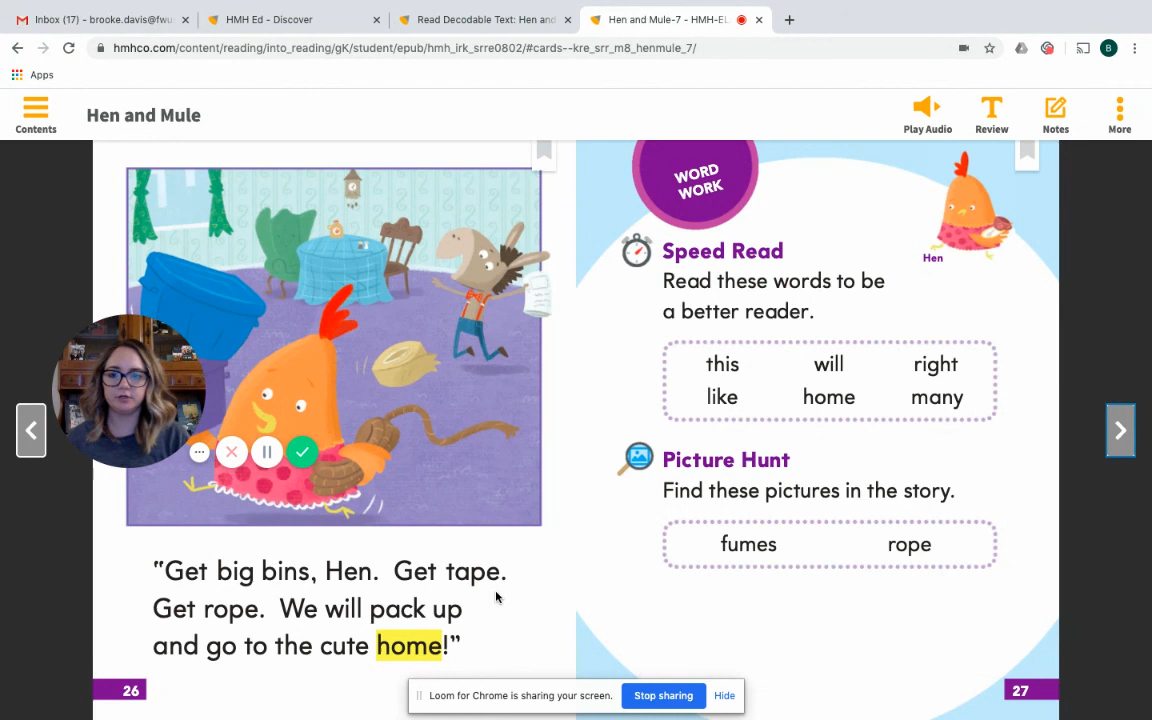 Inbox (17) - brooke.davis@fwu
HMH Ed - Discover
Read Decodable Text: Hen and
Hen and Mule-7 - HMH-EL
hmhco.com/content/reading/into_reading/gK/student/epub/hmh_irk_srre0802/#cards--kre_srr_m8_henmule_7/
B
Apps
Contents
Hen and Mule
Play Audio
Review
Notes
More
WORD
WORK
Hen
Speed Read
Read these words to be
a better reader.
this will right
like home many
Picture Hunt
Find these pictures in the story.
fumes rope
“Get big bins, Hen. Get tape.
Get rope. We will pack up
and go to the cute home!”
26
27
Loom for Chrome is sharing your screen.
Stop sharing
Hide